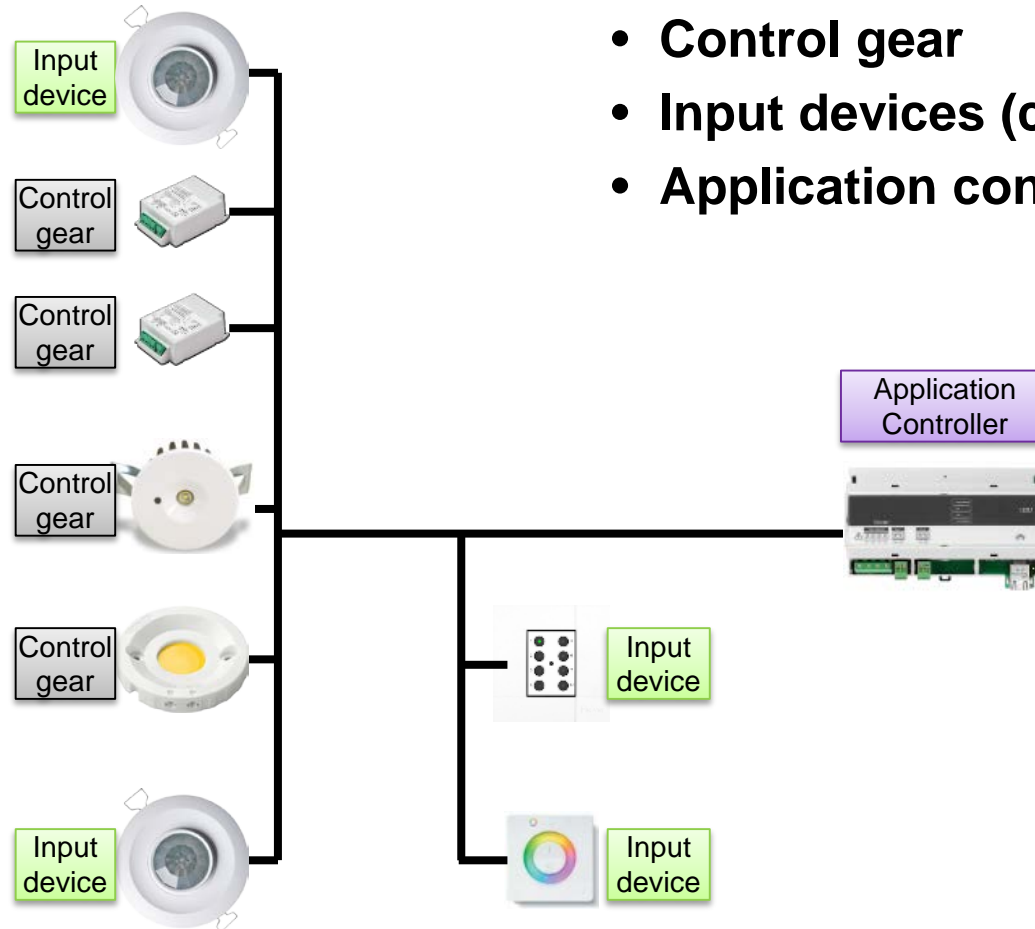 • Control gear
• Input devices (c
• Application con
Input
device
Control
gear
Control
gear
Control
gear
Control
gear
Input
device
Application
Controller
Input
device
Input
device